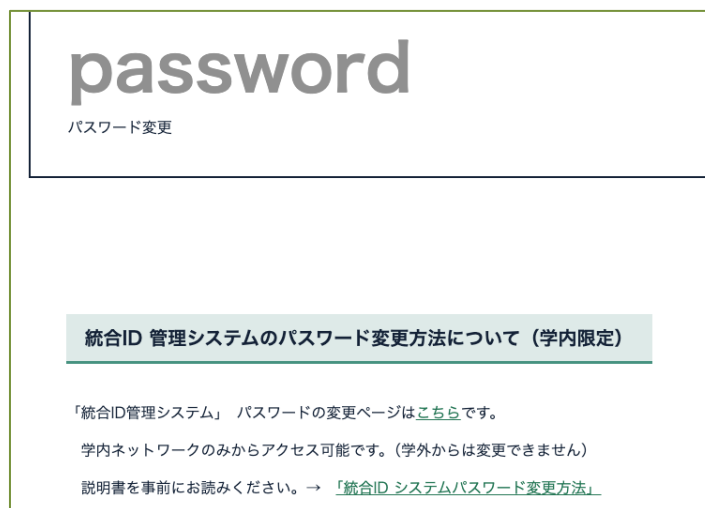 password
パスワード変更
統合ID 管理システムのパスワード変更方法について（学内限定）
「統合ID管理システム」 パスワードの変更ページはこちらです。
学内ネットワークのみからアクセス可能です。（学外からは変更できません）
説明書を事前にお読みください。→ 「統合ID システムパスワード変更方法」